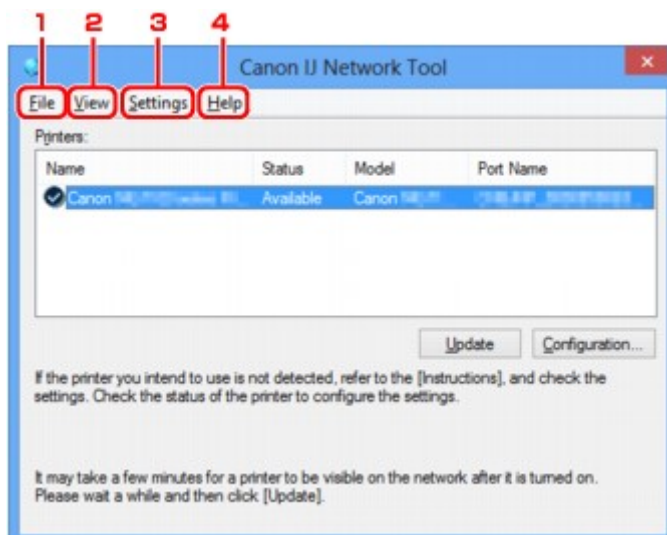 1 2 3 4
Canon IJ Network Tool
File View Settings Help
Printers:
Name Status Model Port Name
Canon Available Canon
Update Configuration...
If the printer you intend to use is not detected, refer to the [Instructions], and check the
settings. Check the status of the printer to configure the settings.
It may take a few minutes for a printer to be visible on the network after it is turned on.
Please wait a while and then click [Update].